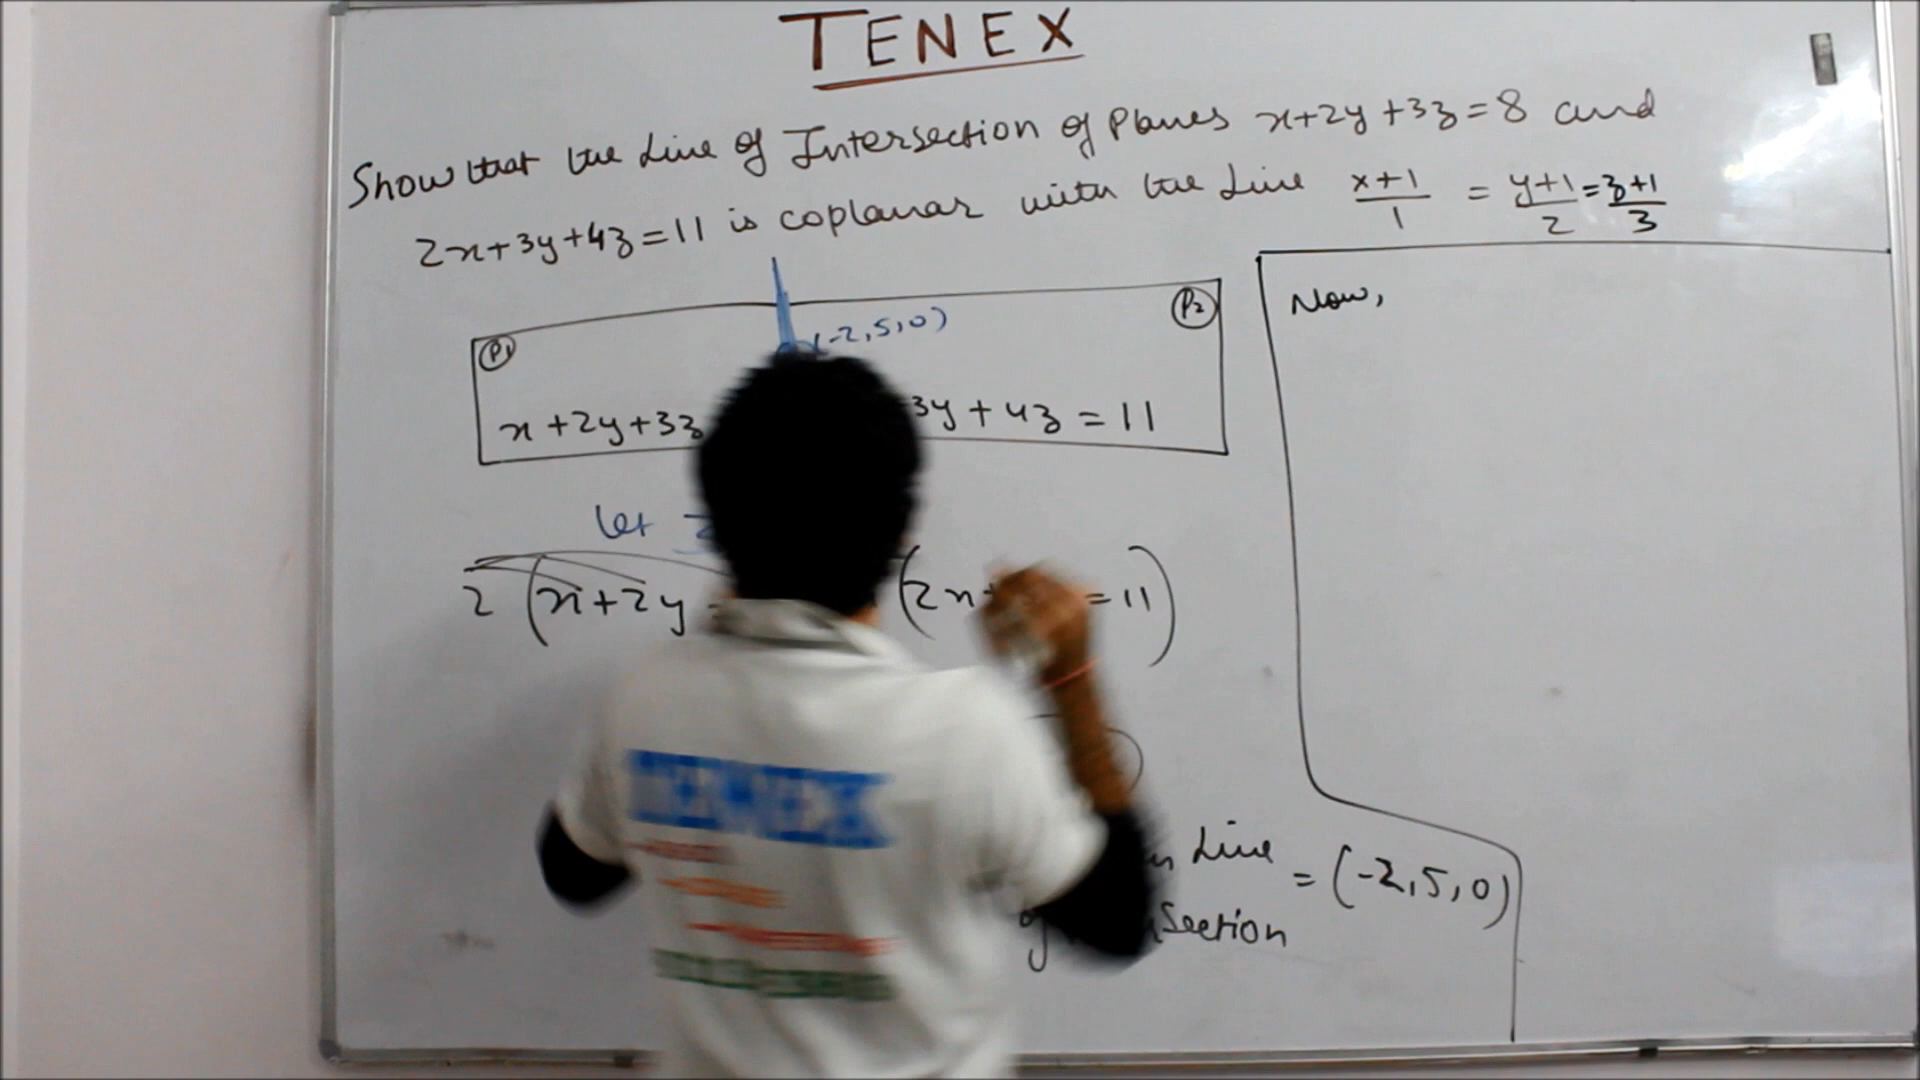 TENEX
Show that the Line of Intersection of Planes x+2y+3z=8 and
2x+3y+4z=11 is coplanar with the Line x+1/1 = y+1/2 = z+1/3
P1
P2
(-2,5,0)
x+2y+3z
3y+4z=11
let
2 (x+2y
(2x+ =11)
Now,
Line
= (-2,5,0)
of Section